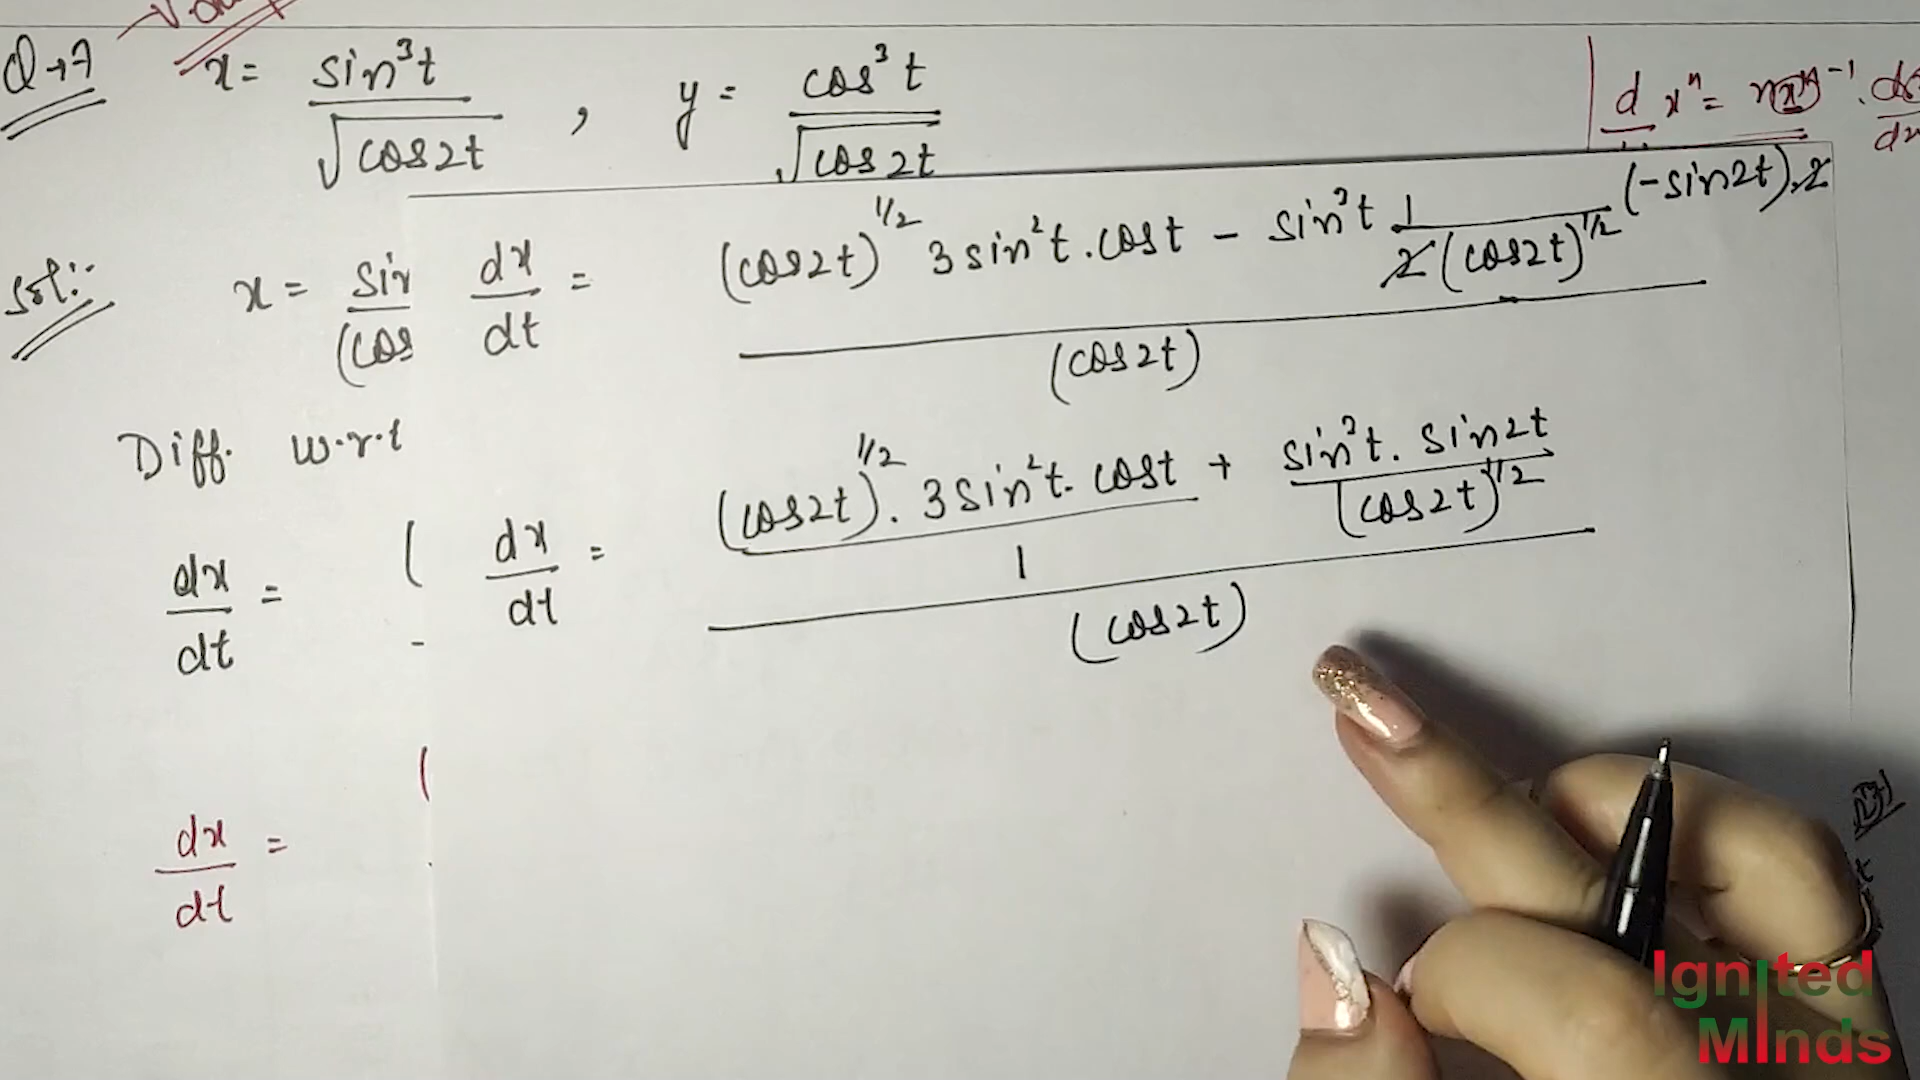 Q→7 x = sin³t / √cos2t , y = cos³t / √cos2t
d xⁿ = nxⁿ⁻¹.
Sol:- x = sin / (cos
dx/dt = (cos2t)^1/2 3sin²t.cost - sin³t 1/2(cos2t)^1/2 (-sin2t).2 / (cos2t)
Diff. w.r.t
dx/dt = (
dx/dt = (cos2t)^1/2 . 3sin²t. cost / 1 + sin³t. sin2t / (cos2t)^1/2 / (cos2t)
dx/dt = (
Ignited
Minds